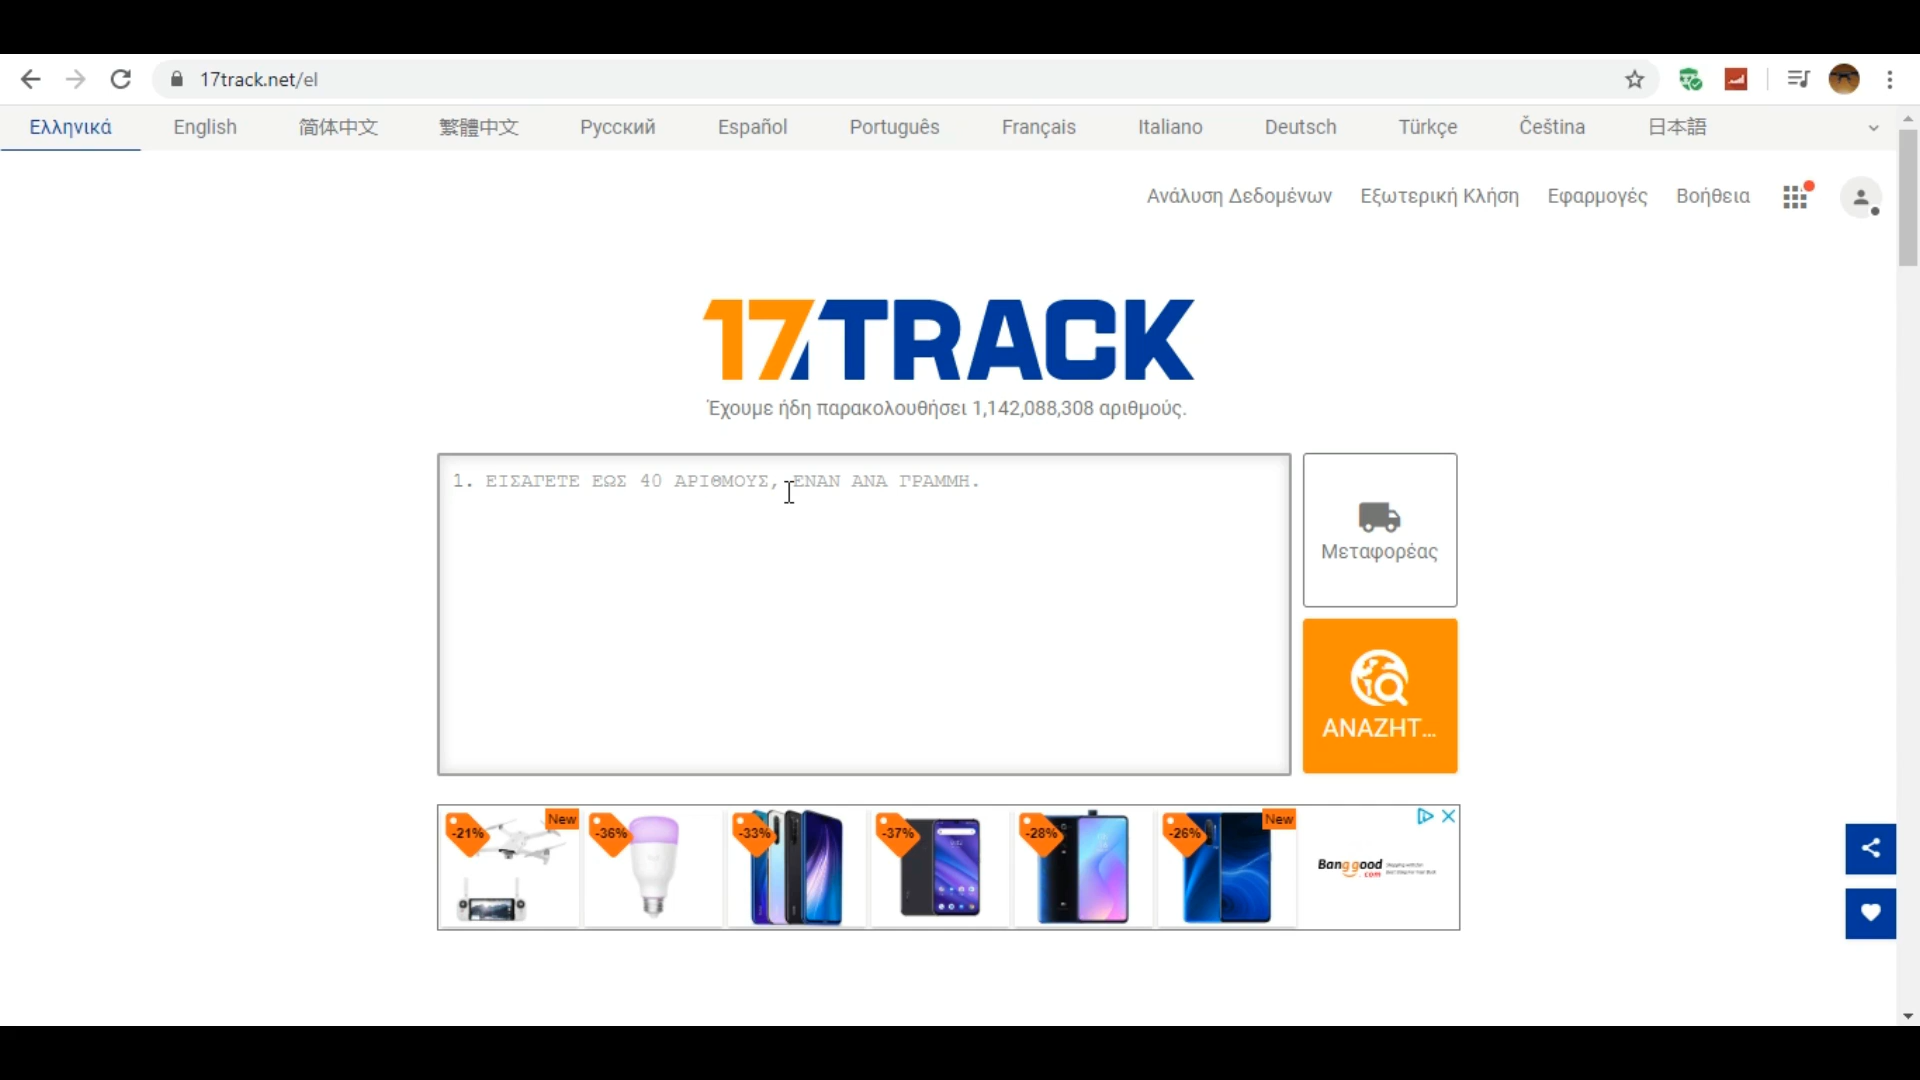 17track.net/el
Ελληνικά English 简体中文 繁體中文 Русский Español Português Français Italiano Deutsch Türkçe Čeština 日本語
Ανάλυση Δεδομένων Εξωτερική Κλήση Εφαρμογές Βοήθεια
17TRACK
Έχουμε ήδη παρακολουθήσει 1,142,088,308 αριθμούς.
1. ΕΙΣΑΓΕΤΕ ΕΩΣ 40 ΑΡΙΘΜΟΥΣ, ΕΝΑΝ ΑΝΑ ΓΡΑΜΜΗ.
Μεταφορέας
ΑΝΑΖΗΤ...
-21% New -36% -33% -37% -28% -26% New
Banggood
.com